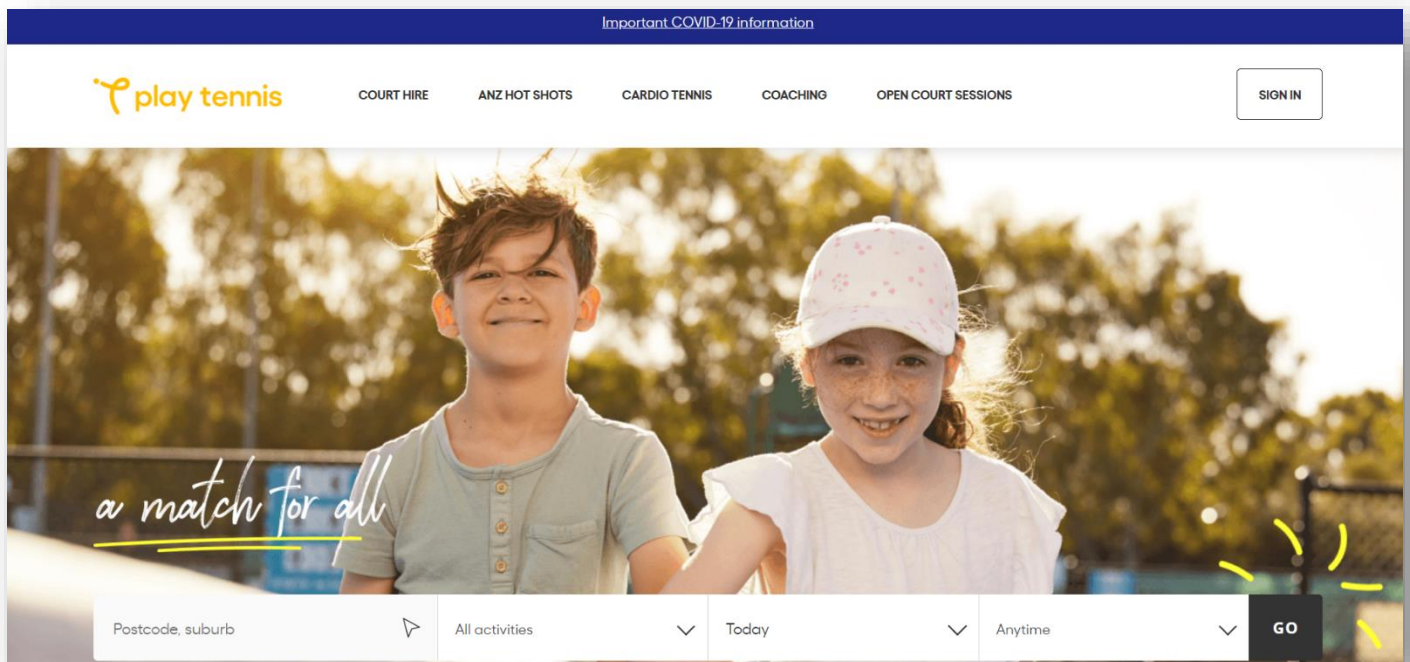 Important COVID-19 information
play tennis
COURT HIRE
ANZ HOT SHOTS
CARDIO TENNIS
COACHING
OPEN COURT SESSIONS
SIGN IN
a match for all
Postcode, suburb
All activities
Today
Anytime
GO